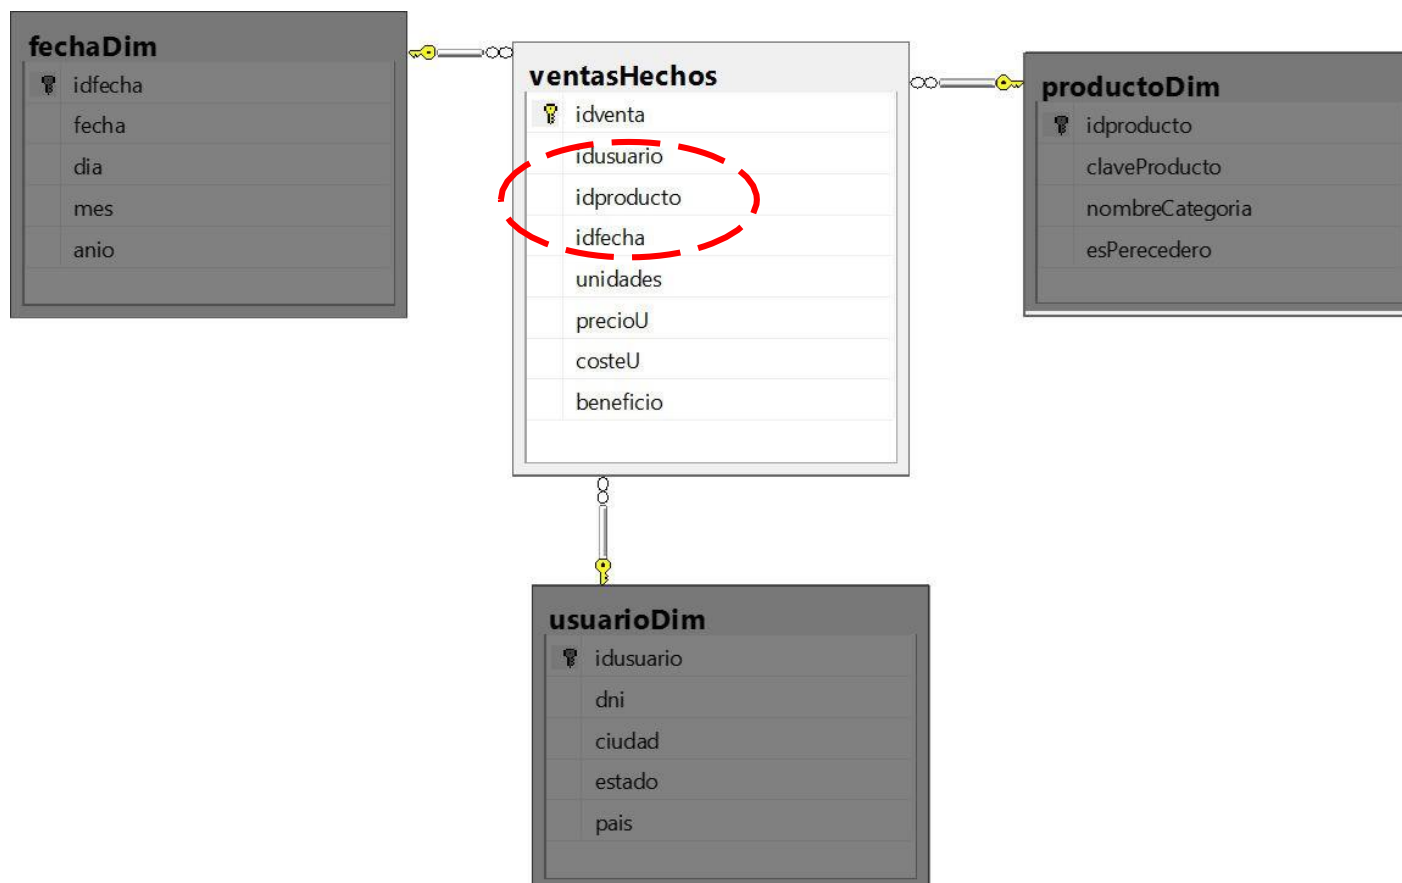 fechaDim
idfecha
fecha
dia
mes
anio
ventasHechos
idventa
idusuario
idproducto
idfecha
unidades
precioU
costeU
beneficio
productoDim
idproducto
claveProducto
nombreCategoria
esPerecedero
usuarioDim
idusuario
dni
ciudad
estado
pais